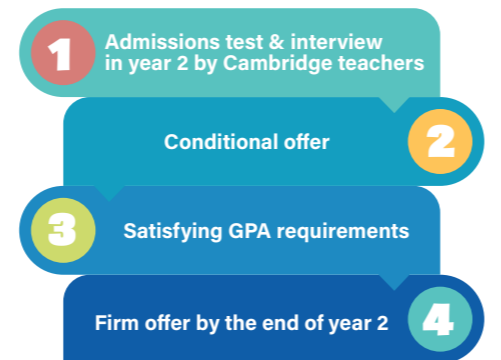 1
Admissions test & interview
in year 2 by Cambridge teachers
Conditional offer
2
3
Satisfying GPA requirements
Firm offer by the end of year 2
4